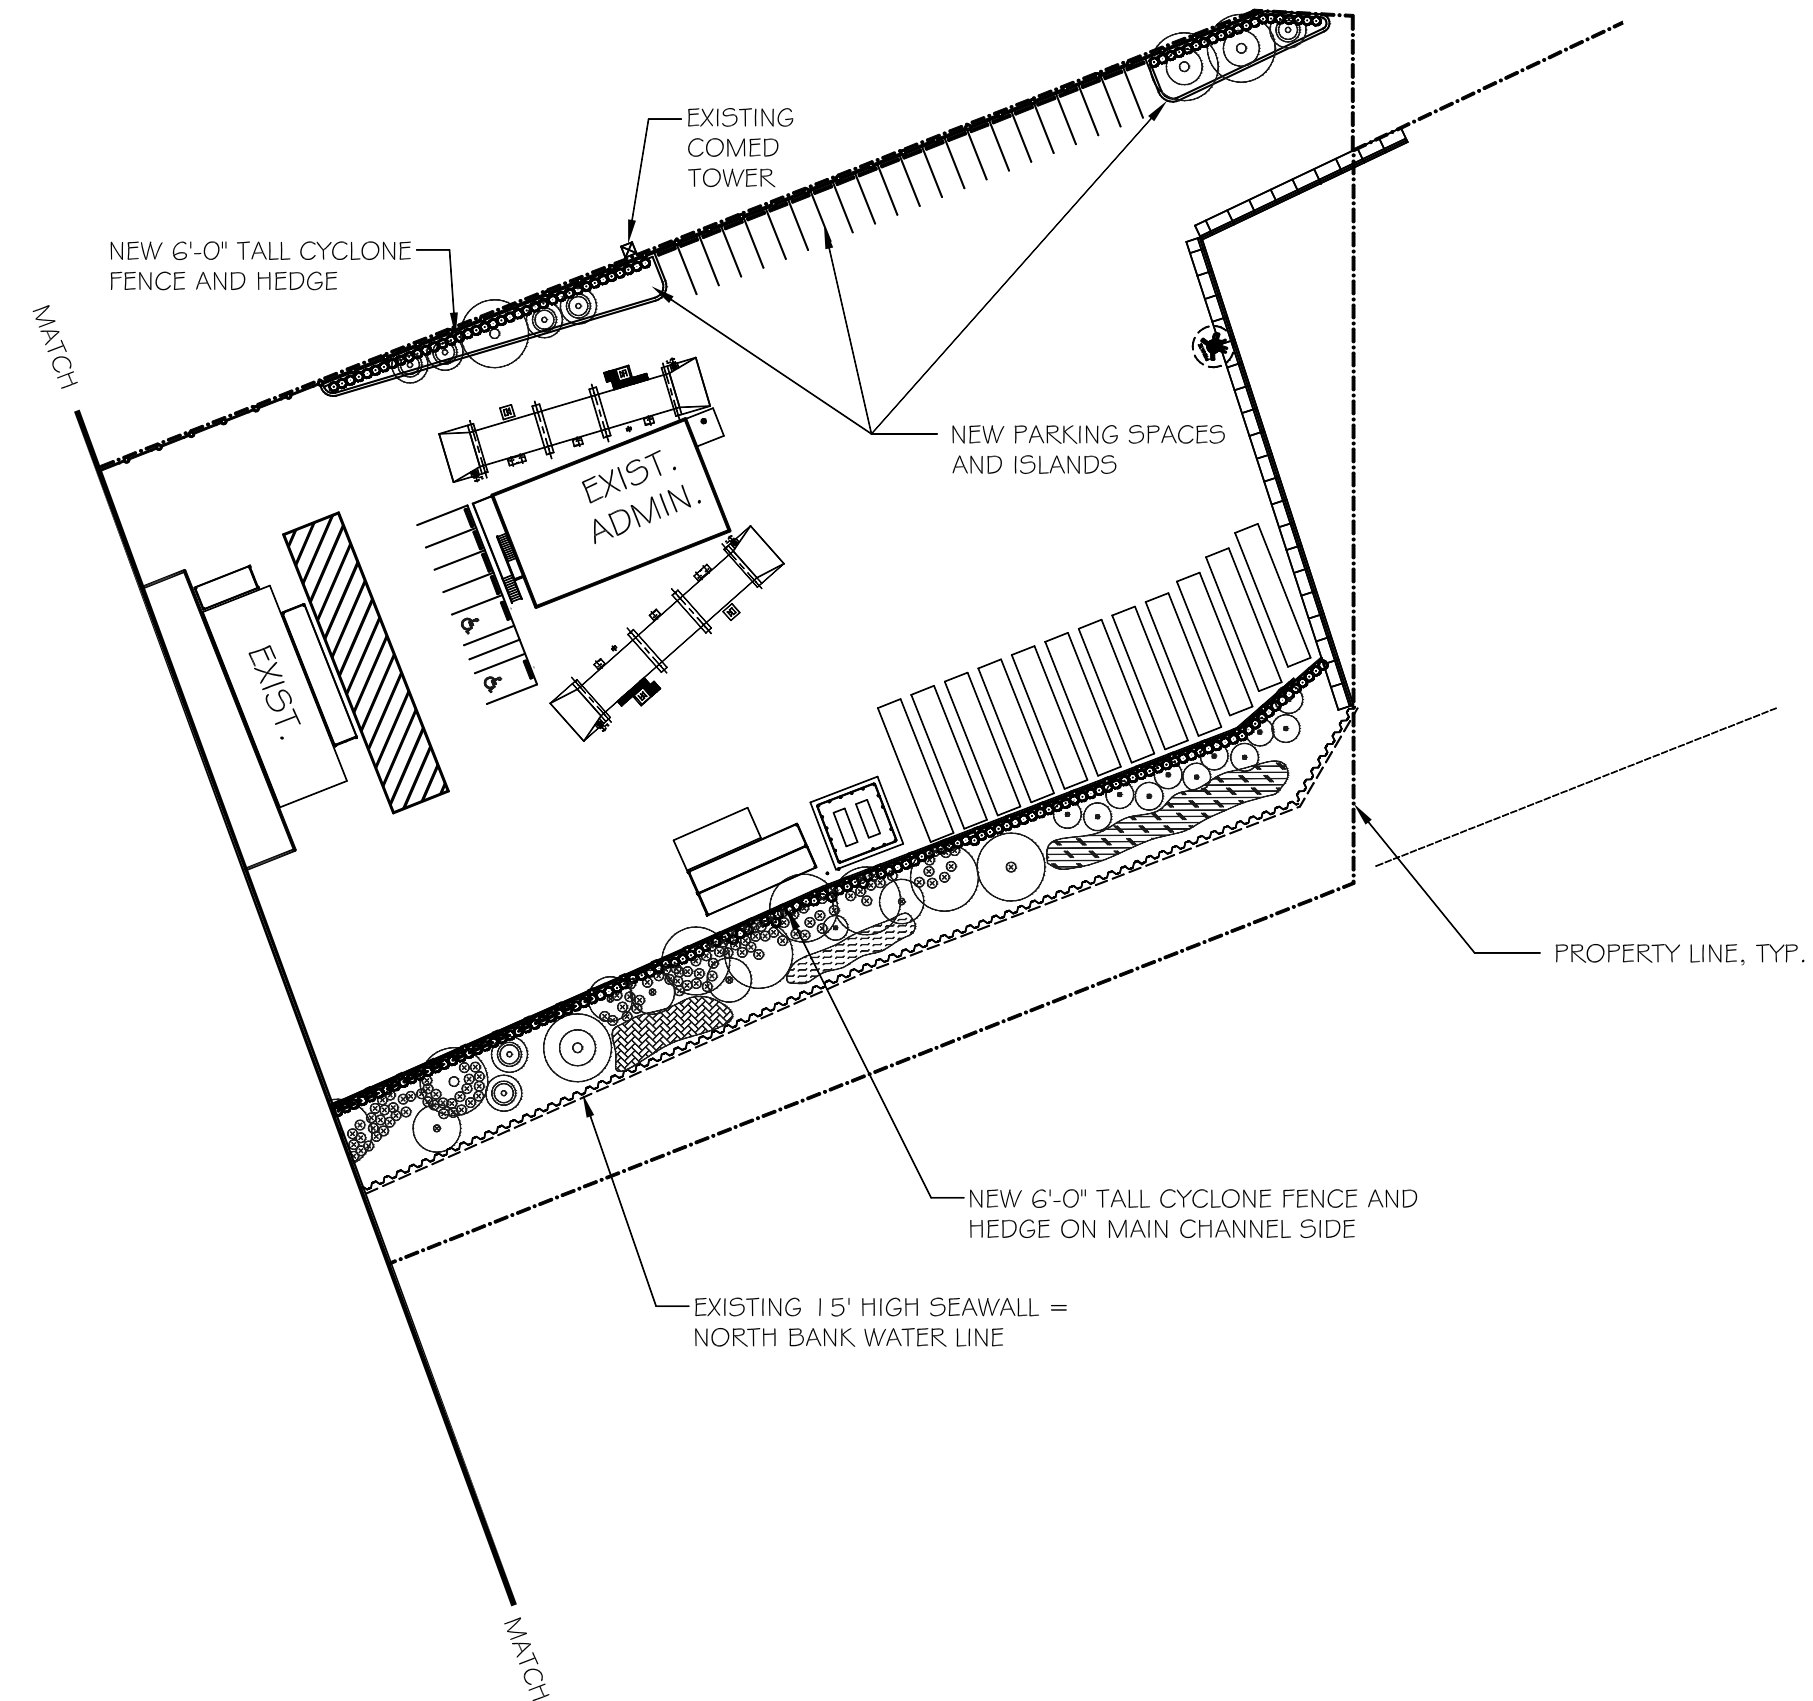 EXISTING
COMED
TOWER
NEW 6'-0" TALL CYCLONE
FENCE AND HEDGE
MATCH
NEW PARKING SPACES
AND ISLANDS
EXIST.
ADMIN.
EXIST.
PROPERTY LINE, TYP.
NEW 6'-0" TALL CYCLONE FENCE AND
HEDGE ON MAIN CHANNEL SIDE
EXISTING 15' HIGH SEAWALL =
NORTH BANK WATER LINE
MATCH